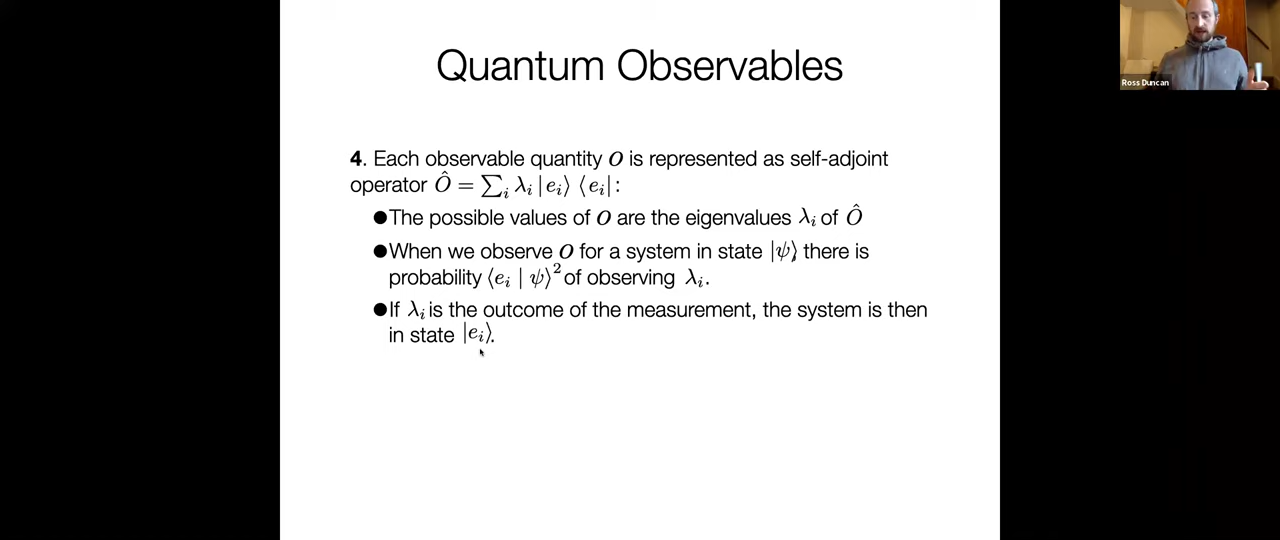 Quantum Observables
Ross Duncan
4. Each observable quantity O is represented as self-adjoint
operator Ô = ∑ᵢ λᵢ |eᵢ⟩ ⟨eᵢ| :
●The possible values of O are the eigenvalues λᵢ of Ô
●When we observe O for a system in state |ψ⟩, there is
probability ⟨eᵢ | ψ⟩² of observing λᵢ.
●If λᵢ is the outcome of the measurement, the system is then
in state |eᵢ⟩.